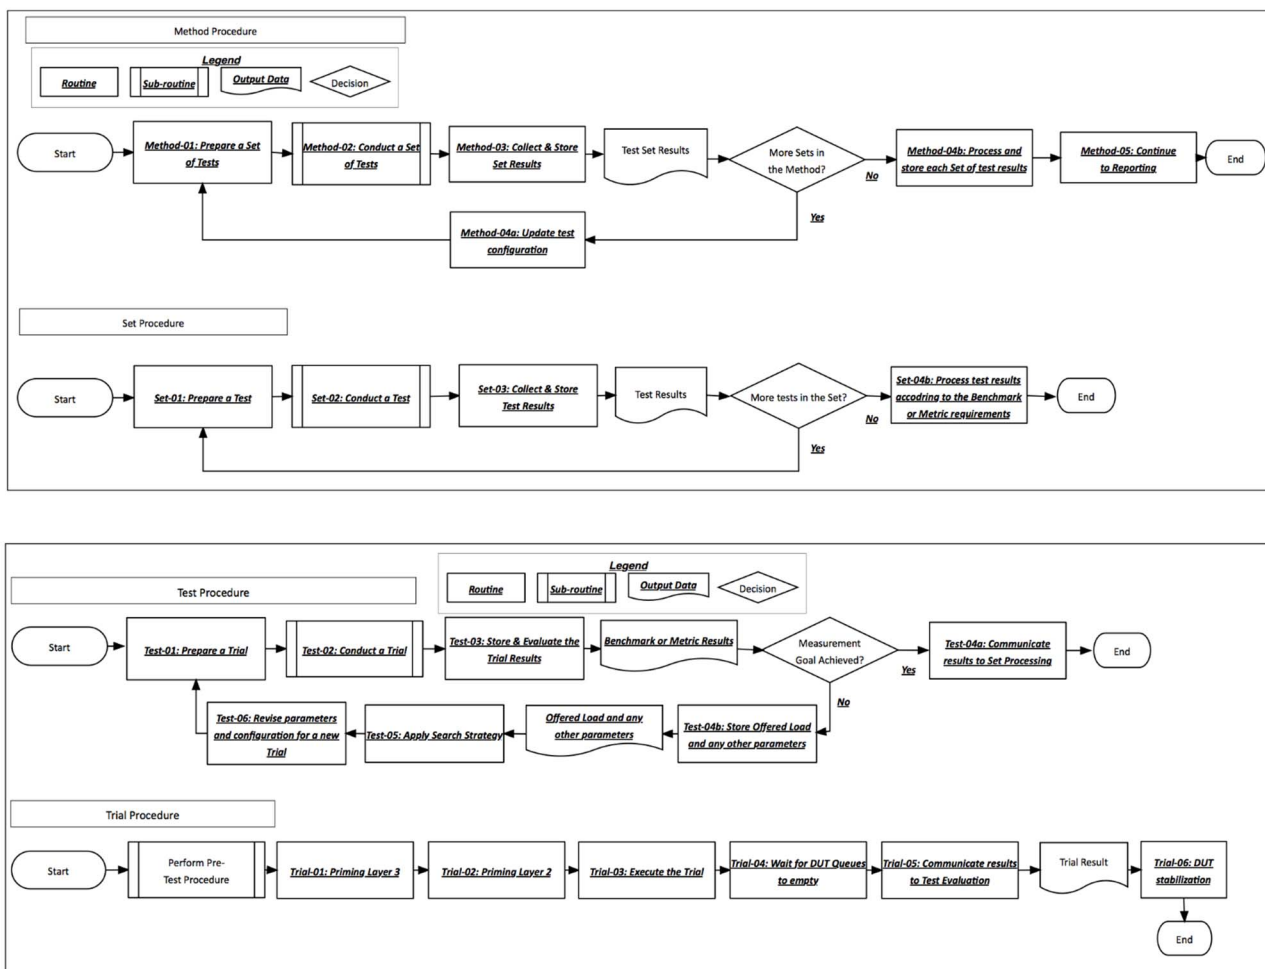 Method Procedure
Legend
Routine
Sub-routine
Output Data
Decision
Start
Method-01: Prepare a Set
of Tests
Method-02: Conduct a Set
of Tests
Method-03: Collect & Store
Set Results
Test Set Results
More Sets in
the Method?
No
Method-04b: Process and
store each Set of test results
Method-05: Continue
to Reporting
End
Yes
Method-04a: Update test
configuration
Set Procedure
Start
Set-01: Prepare a Test
Set-02: Conduct a Test
Set-03: Collect & Store
Test Results
Test Results
More tests in the Set?
No
Set-04b: Process test results
accodring to the Benchmark
or Metric requirements
End
Yes
Legend
Routine
Sub-routine
Output Data
Decision
Test Procedure
Start
Test-01: Prepare a Trial
Test-02: Conduct a Trial
Test-03: Store & Evaluate the
Trial Results
Benchmark or Metric Results
Measurement
Goal Achieved?
Yes
Test-04a: Communicate
results to Set Processing
End
No
Test-04b: Store Offered Load
and any other parameters
Offered Load and any
other parameters
Test-05: Apply Search Strategy
Test-06: Revise parameters
and configuration for a new
Trial
Trial Procedure
Start
Perform Pre-
Test Procedure
Trial-01: Priming Layer 3
Trial-02: Priming Layer 2
Trial-03: Execute the Trial
Trial-04: Wait for DUT Queues
to empty
Trial-05: Communicate results
to Test Evaluation
Trial Result
Trial-06: DUT
stabilization
End